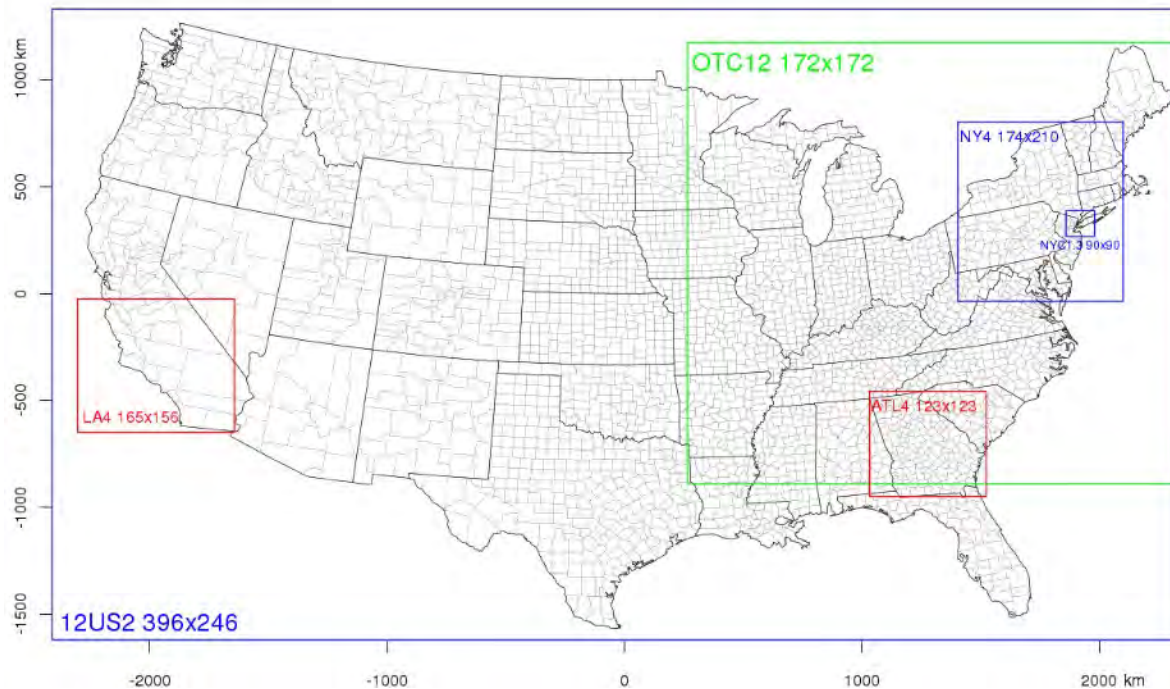 1000 km
500
0
-500
-1000
-1500
OTC12 172x172
NY4 174x210
NYC1.3 90x90
LA4 165x156
ATL4 123x123
12US2 396x246
-2000
-1000
0
1000
2000 km